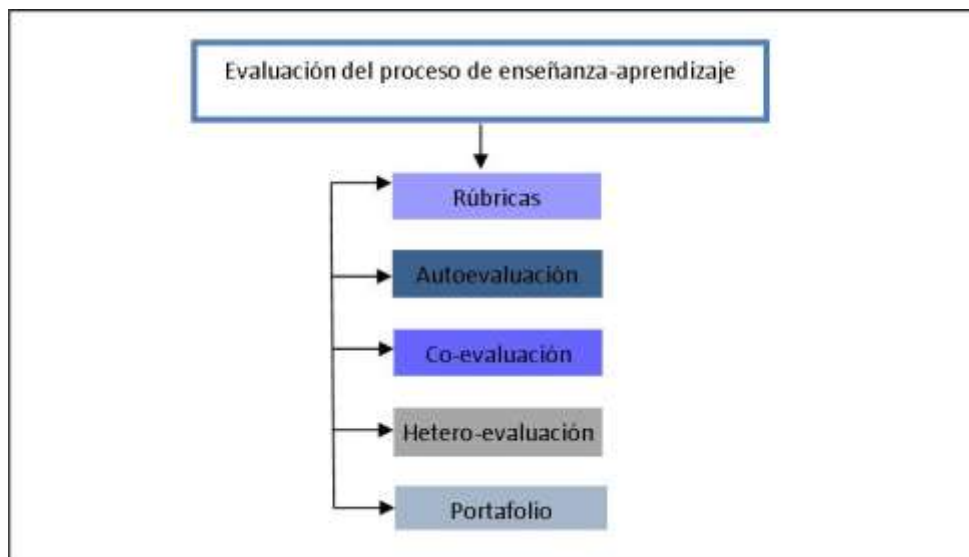 Evaluación del proceso de enseñanza-aprendizaje
Rúbricas
Autoevaluación
Co-evaluación
Hetero-evaluación
Portafolio